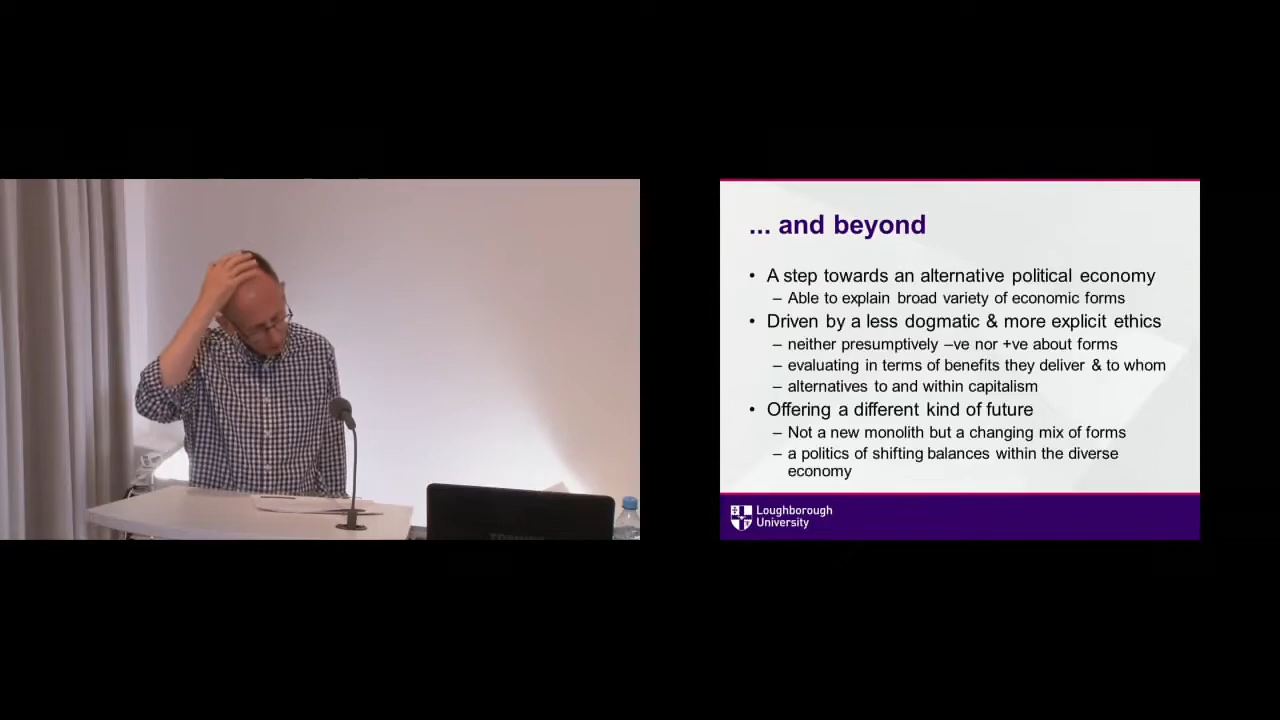 ... and beyond
• A step towards an alternative political economy
– Able to explain broad variety of economic forms
• Driven by a less dogmatic & more explicit ethics
– neither presumptively –ve nor +ve about forms
– evaluating in terms of benefits they deliver & to whom
– alternatives to and within capitalism
• Offering a different kind of future
– Not a new monolith but a changing mix of forms
– a politics of shifting balances within the diverse
economy
Loughborough
University
TOSHIBA